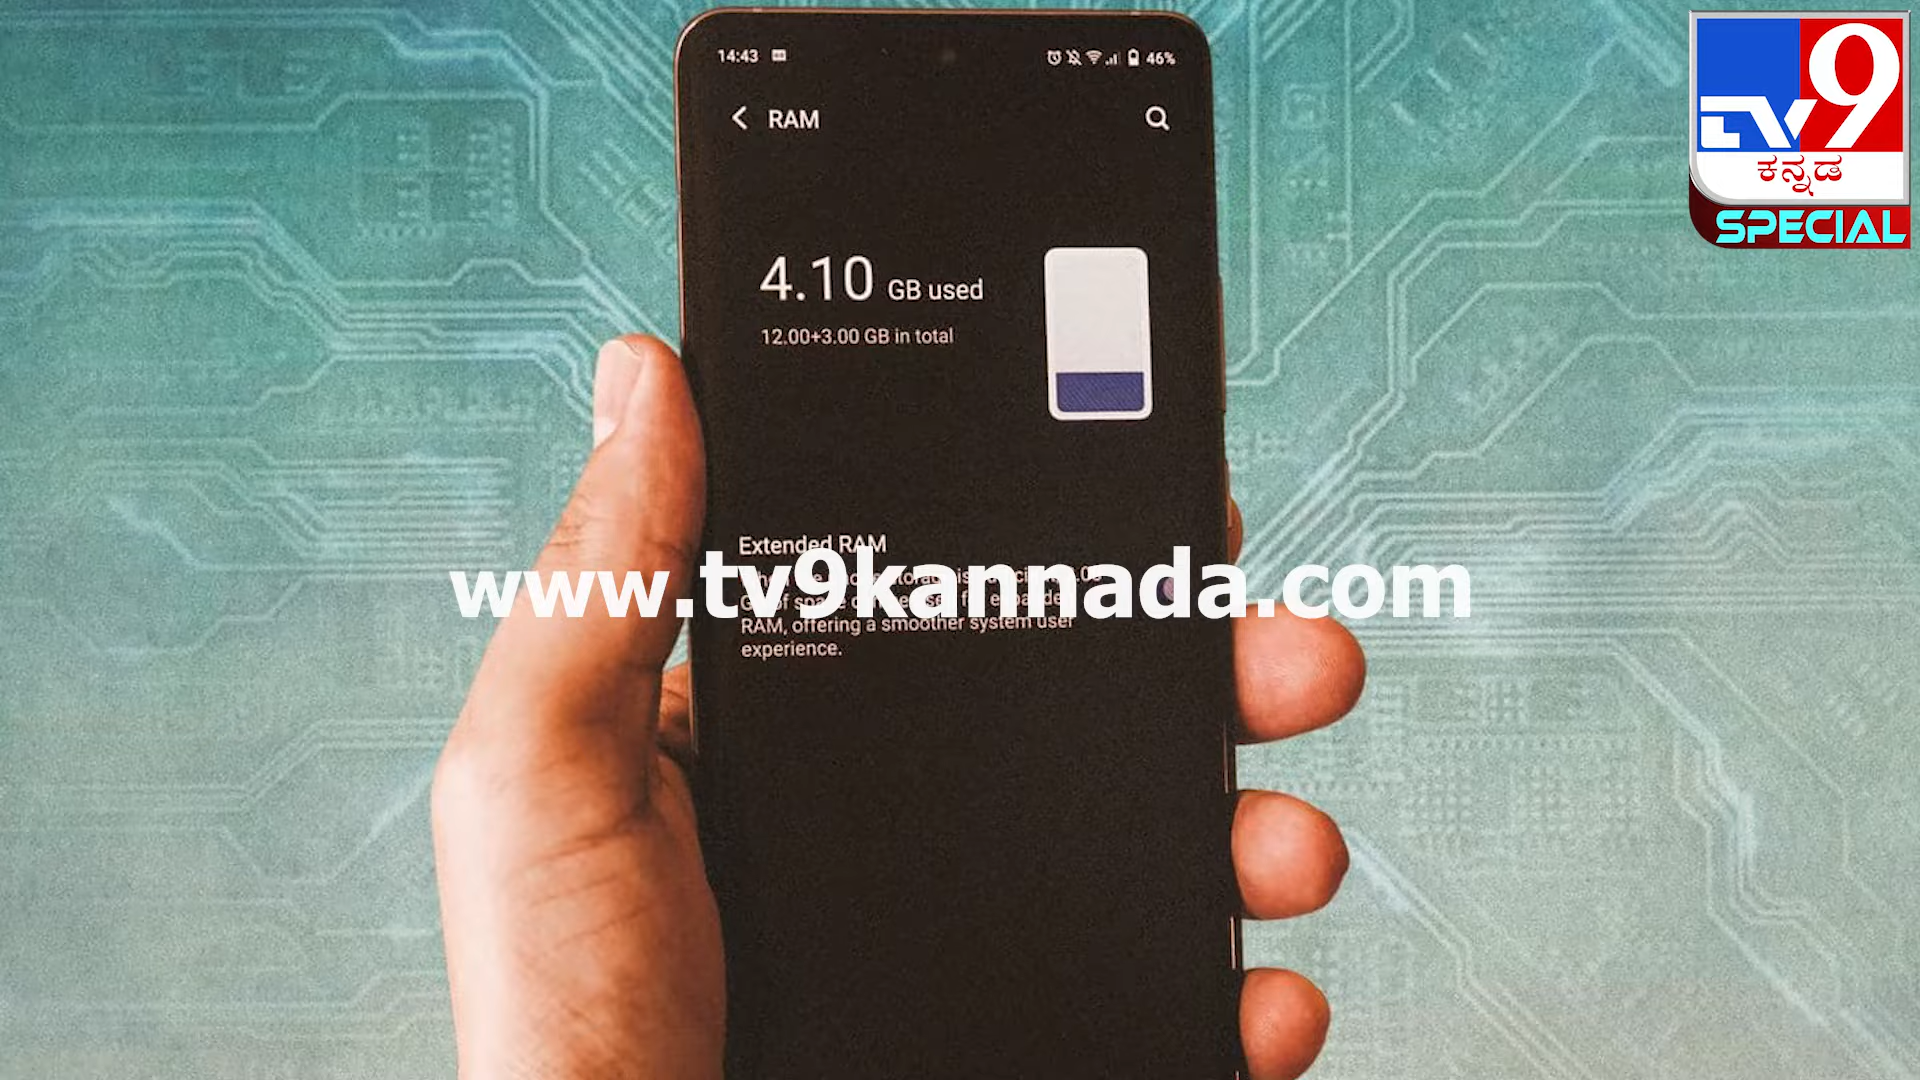 14:43
46%
RAM
4.10 GB used
12.00+3.00 GB in total
Extended RAM
RAM, offering a smoother system user
experience.
www.tv9kannada.com
TV9
ಕನ್ನಡ
SPECIAL